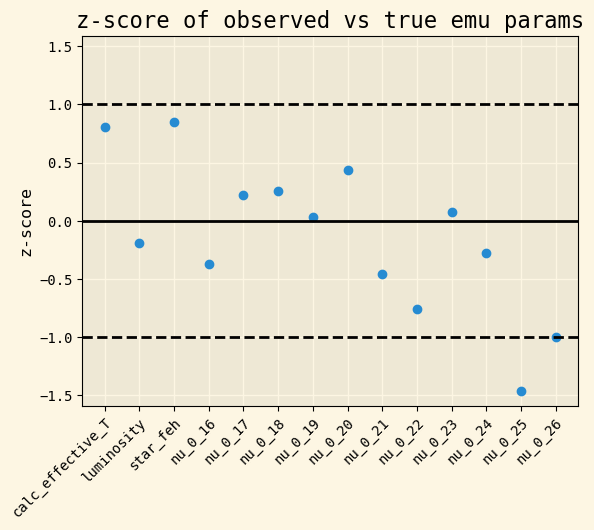 z-score of observed vs true emu params
z-score
1.5
1.0
0.5
0.0
−0.5
−1.0
−1.5
calc_effective_T
luminosity
star_feh
nu_0_16
nu_0_17
nu_0_18
nu_0_19
nu_0_20
nu_0_21
nu_0_22
nu_0_23
nu_0_24
nu_0_25
nu_0_26